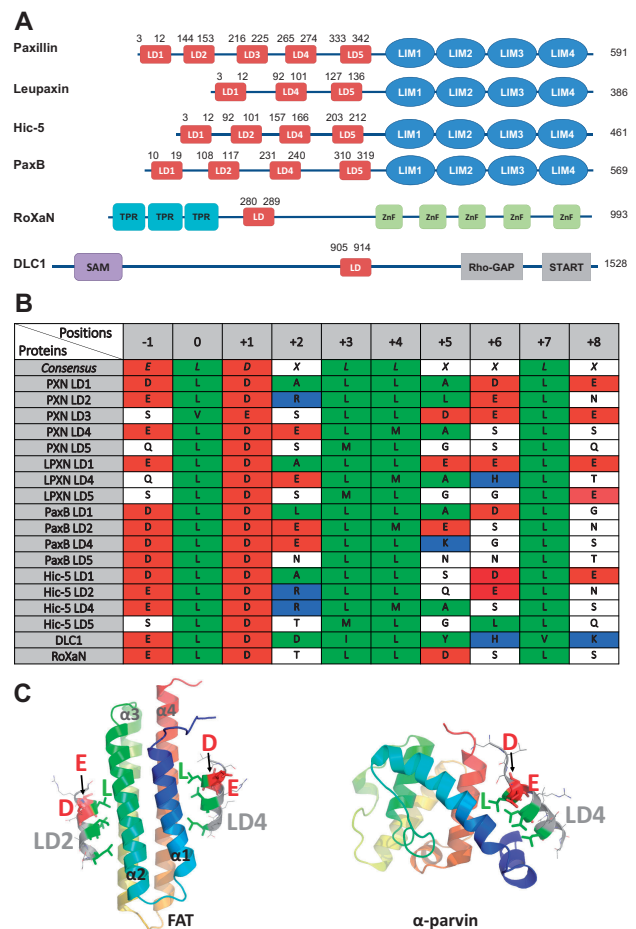 A
3 12 144 153 216 225 265 274 333 342
Paxillin LD1 LD2 LD3 LD4 LD5 LIM1 LIM2 LIM3 LIM4 591
3 12 92 101 127 136
Leupaxin LD1 LD4 LD5 LIM1 LIM2 LIM3 LIM4 386
3 12 92 101 157 166 203 212
Hic-5 LD1 LD2 LD4 LD5 LIM1 LIM2 LIM3 LIM4 461
10 19 108 117 231 240 310 319
PaxB LD1 LD2 LD4 LD5 LIM1 LIM2 LIM3 LIM4 569
280 289
RoXaN TPR TPR TPR LD ZnF ZnF ZnF ZnF ZnF 993
905 914
DLC1 SAM LD Rho-GAP START 1528
B
Positions -1 0 +1 +2 +3 +4 +5 +6 +7 +8
Proteins
Consensus E L D X L L X X L X
PXN LD1 D L D A L L A D L E
PXN LD2 E L D R L L L E L N
PXN LD3 S V E S L L D E L E
PXN LD4 E L D E L M A S L S
PXN LD5 Q L D S M L G S L Q
LPXN LD1 E L D A L L E E L E
LPXN LD4 Q L D E L M A H L T
LPXN LD5 S L D S M L G G L E
PaxB LD1 D L D L L L A D L G
PaxB LD2 D L D E L M E S L N
PaxB LD4 D L D E L L K G L S
PaxB LD5 D L D N L L N N L T
Hic-5 LD1 D L D A L L S D L E
Hic-5 LD2 E L D R L L Q E L N
Hic-5 LD4 E L D R L M A S L S
Hic-5 LD5 S L D T M L G L L Q
DLC1 E L D D I L Y H V K
RoXaN E L D T L L D S L S
C
α3 α4
E L L D E
D
LD2 LD4
α2 α1
FAT
D
E
L
LD4
α-parvin